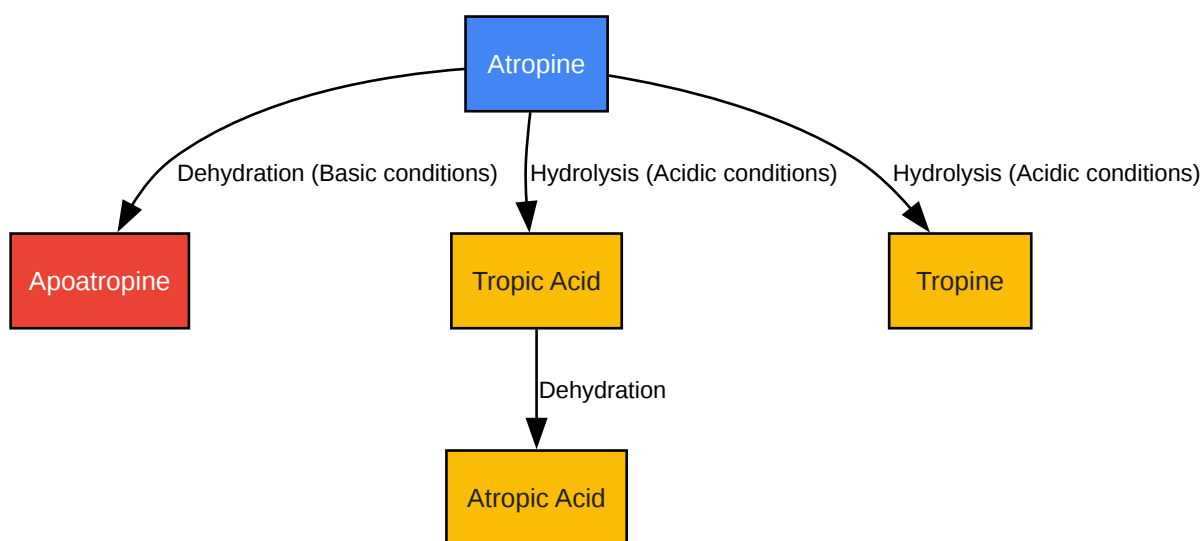 Atropine
Dehydration (Basic conditions)
Hydrolysis (Acidic conditions)
Hydrolysis (Acidic conditions)
Apoatropine
Tropic Acid
Tropine
Dehydration
Atropic Acid